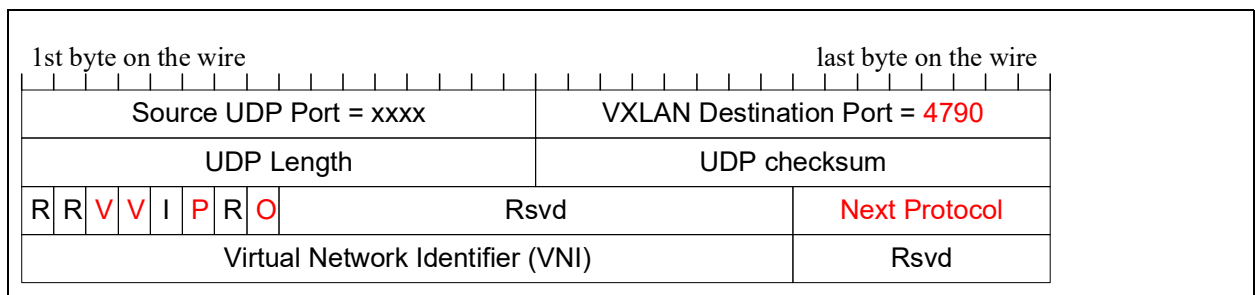 1st byte on the wire last byte on the wire
Source UDP Port = xxxx VXLAN Destination Port = 4790
UDP Length UDP checksum
R R V V I P R O Rsvd Next Protocol
Virtual Network Identifier (VNI) Rsvd